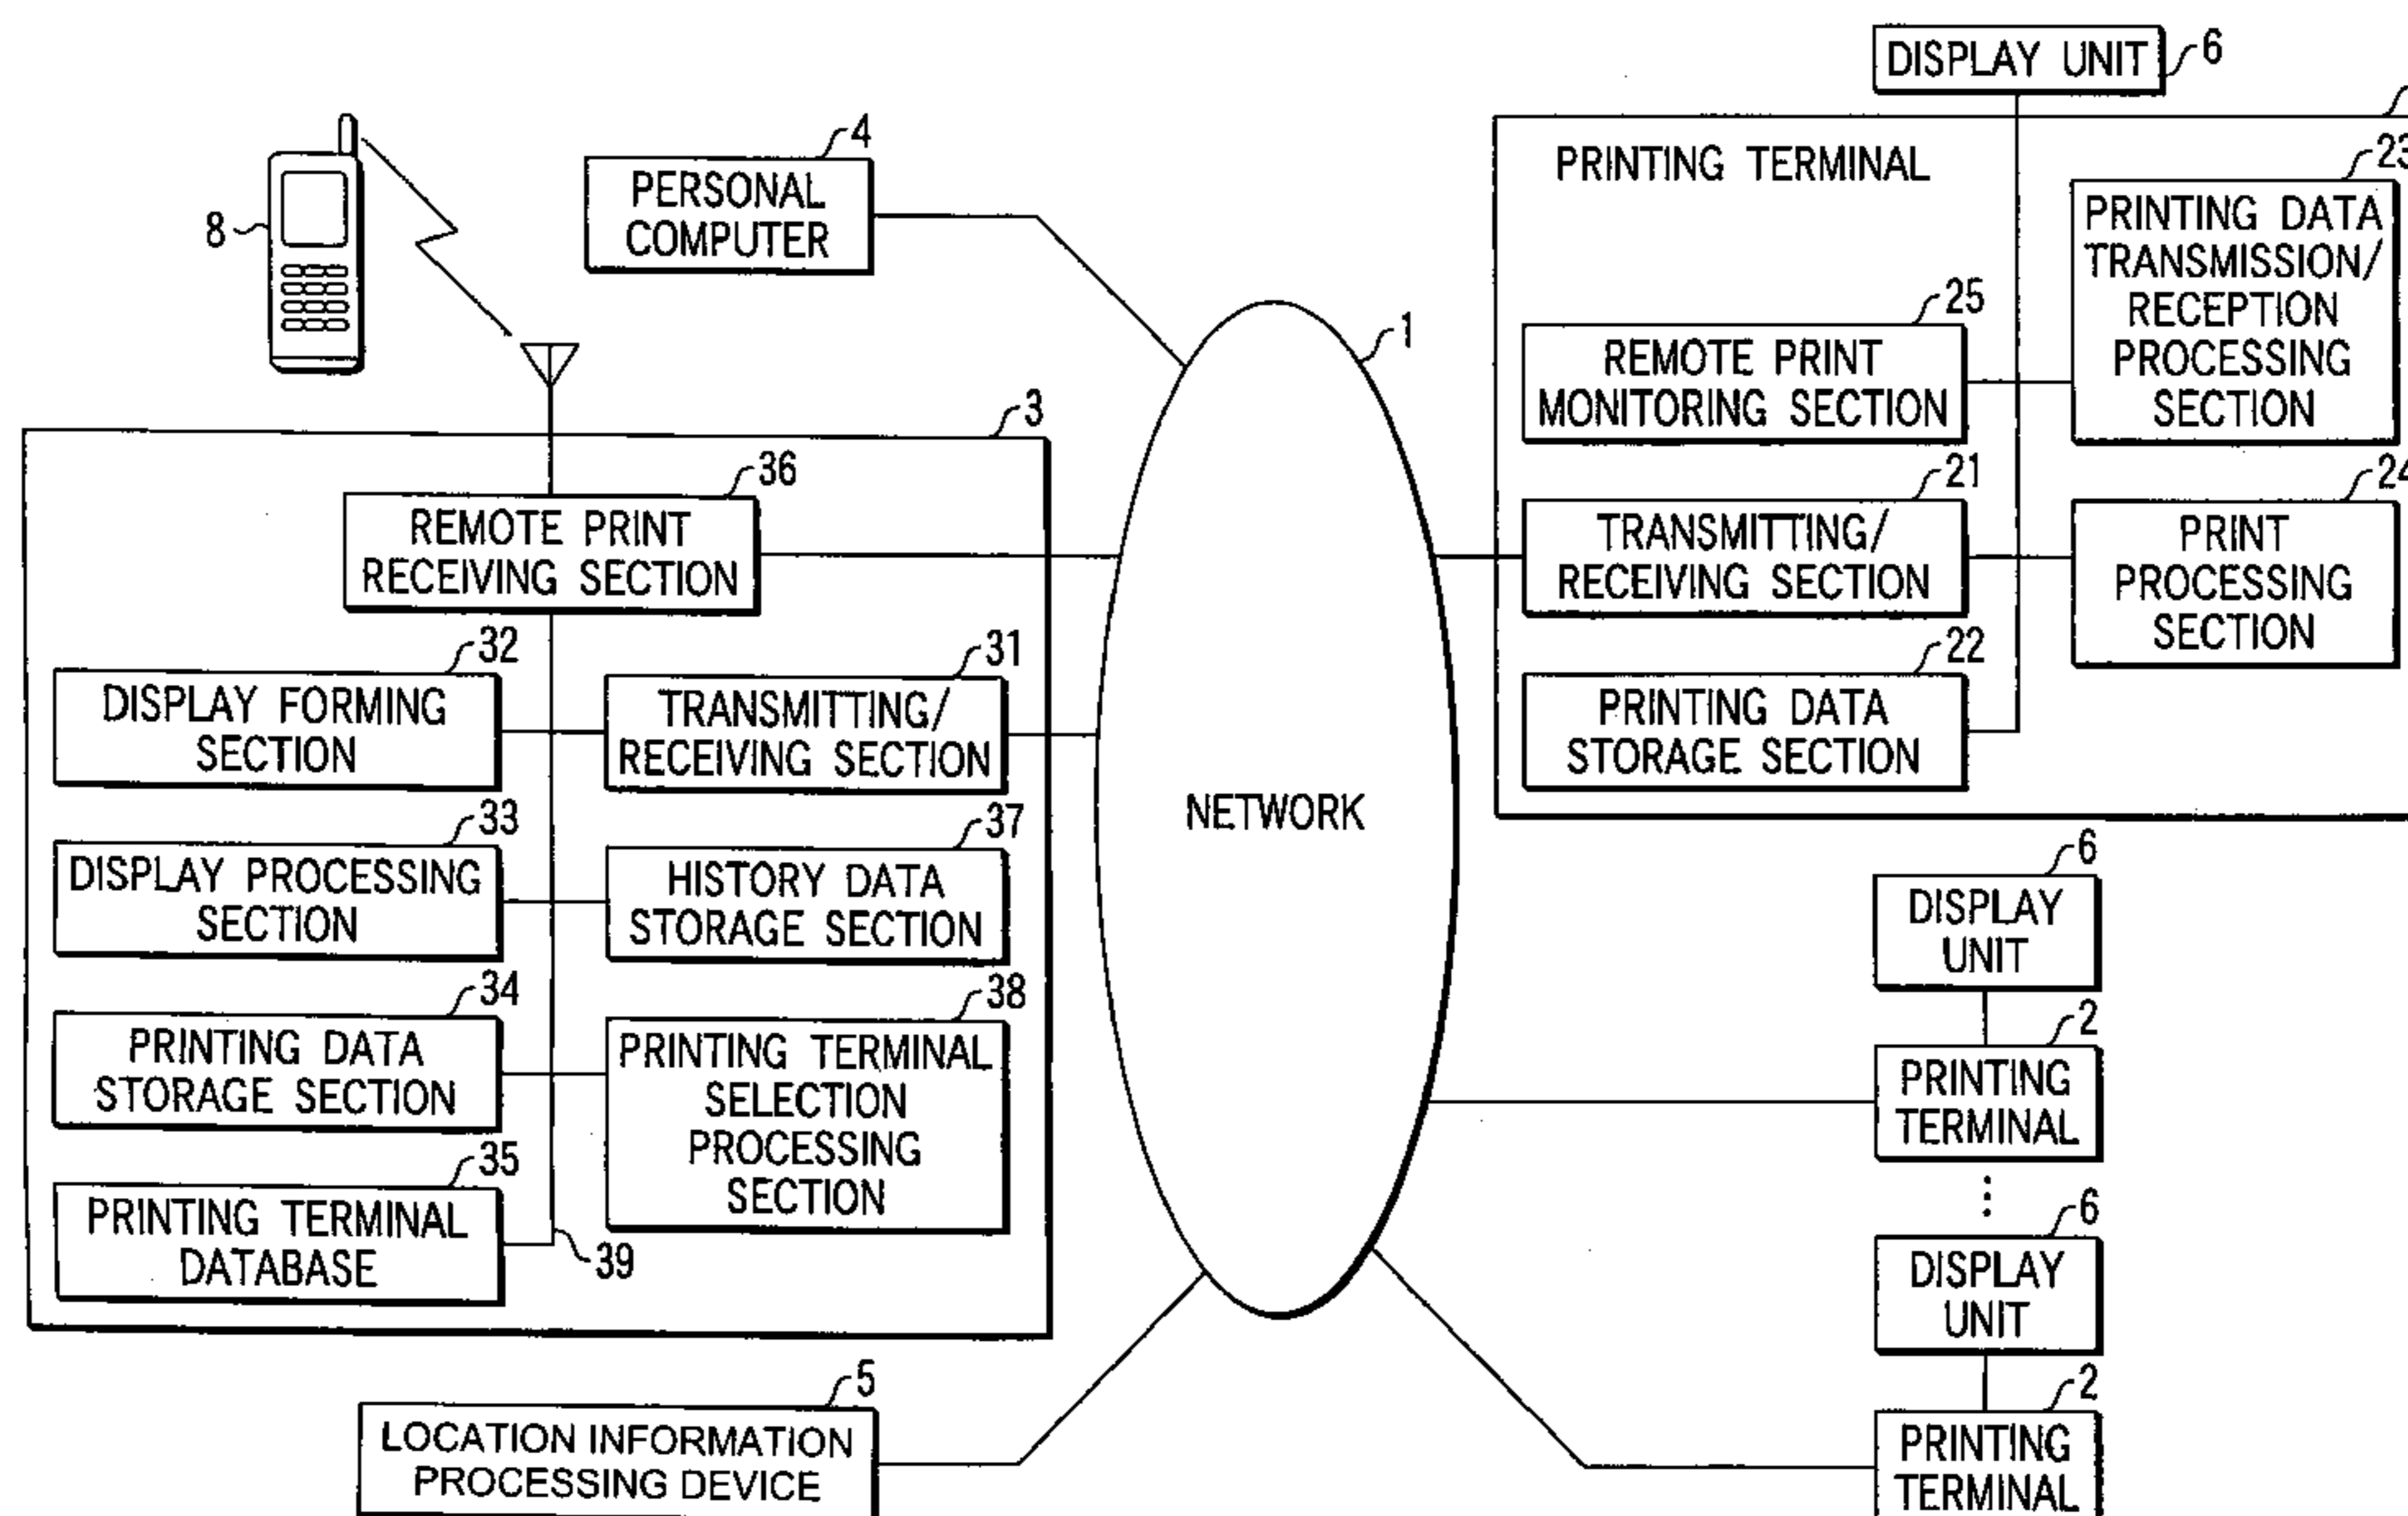 DISPLAY UNIT
6
PRINTING TERMINAL
23
PRINTING DATA
TRANSMISSION/
RECEPTION
PROCESSING
SECTION
25
REMOTE PRINT
MONITORING SECTION
21
TRANSMITTING/
RECEIVING SECTION
24
PRINT
PROCESSING
SECTION
22
PRINTING DATA
STORAGE SECTION
8
4
PERSONAL
COMPUTER
1
NETWORK
3
36
REMOTE PRINT
RECEIVING SECTION
32
DISPLAY FORMING
SECTION
31
TRANSMITTING/
RECEIVING SECTION
33
DISPLAY PROCESSING
SECTION
37
HISTORY DATA
STORAGE SECTION
34
PRINTING DATA
STORAGE SECTION
38
PRINTING TERMINAL
SELECTION
PROCESSING
SECTION
35
PRINTING TERMINAL
DATABASE
39
5
LOCATION INFORMATION
PROCESSING DEVICE
6
DISPLAY
UNIT
2
PRINTING
TERMINAL
6
DISPLAY
UNIT
2
PRINTING
TERMINAL